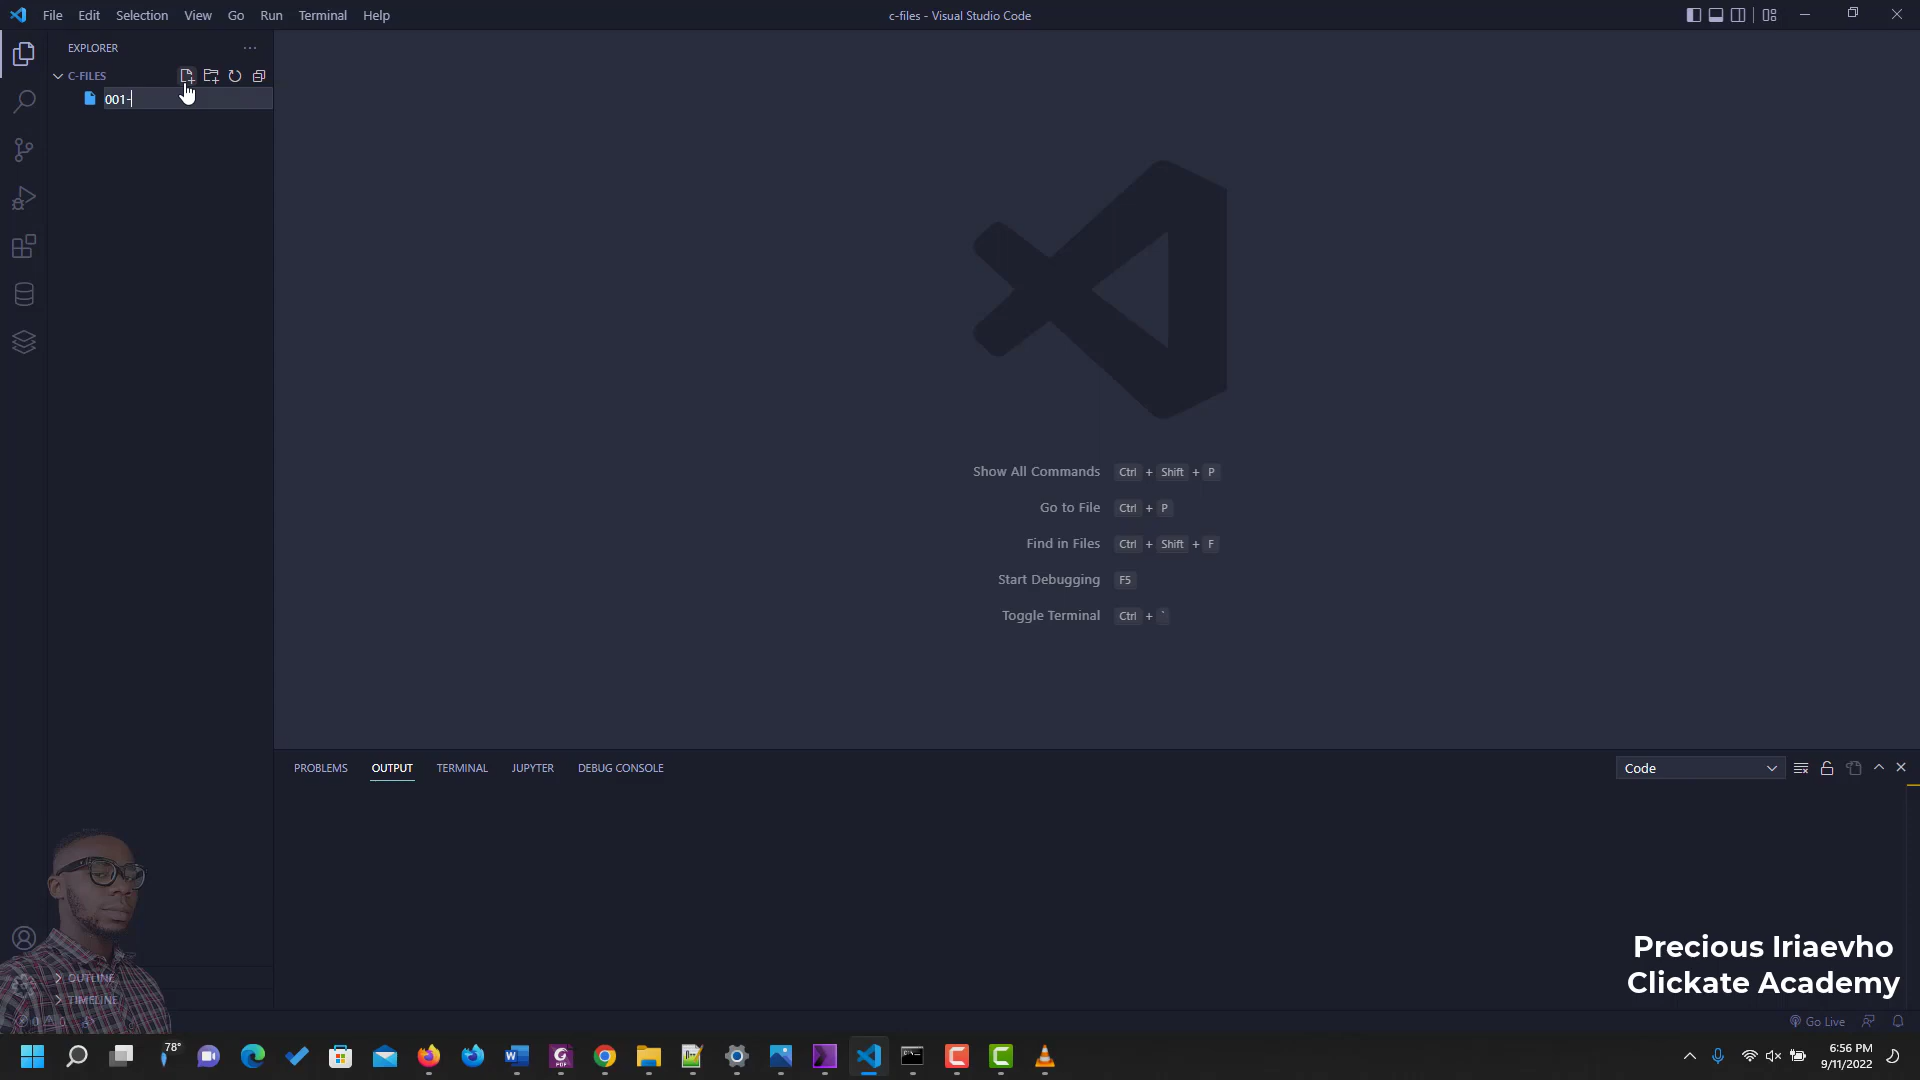 File Edit Selection View Go Run Terminal Help
c-files - Visual Studio Code
EXPLORER
C-FILES
001-
Show All Commands Ctrl + Shift + P
Go to File Ctrl + P
Find in Files Ctrl + Shift + F
Start Debugging F5
Toggle Terminal Ctrl + `
PROBLEMS OUTPUT TERMINAL JUPYTER DEBUG CONSOLE
Code
Precious Iriaevho
Clickate Academy
OUTLINE
TIMELINE
Go Live
78°
6:56 PM
9/11/2022